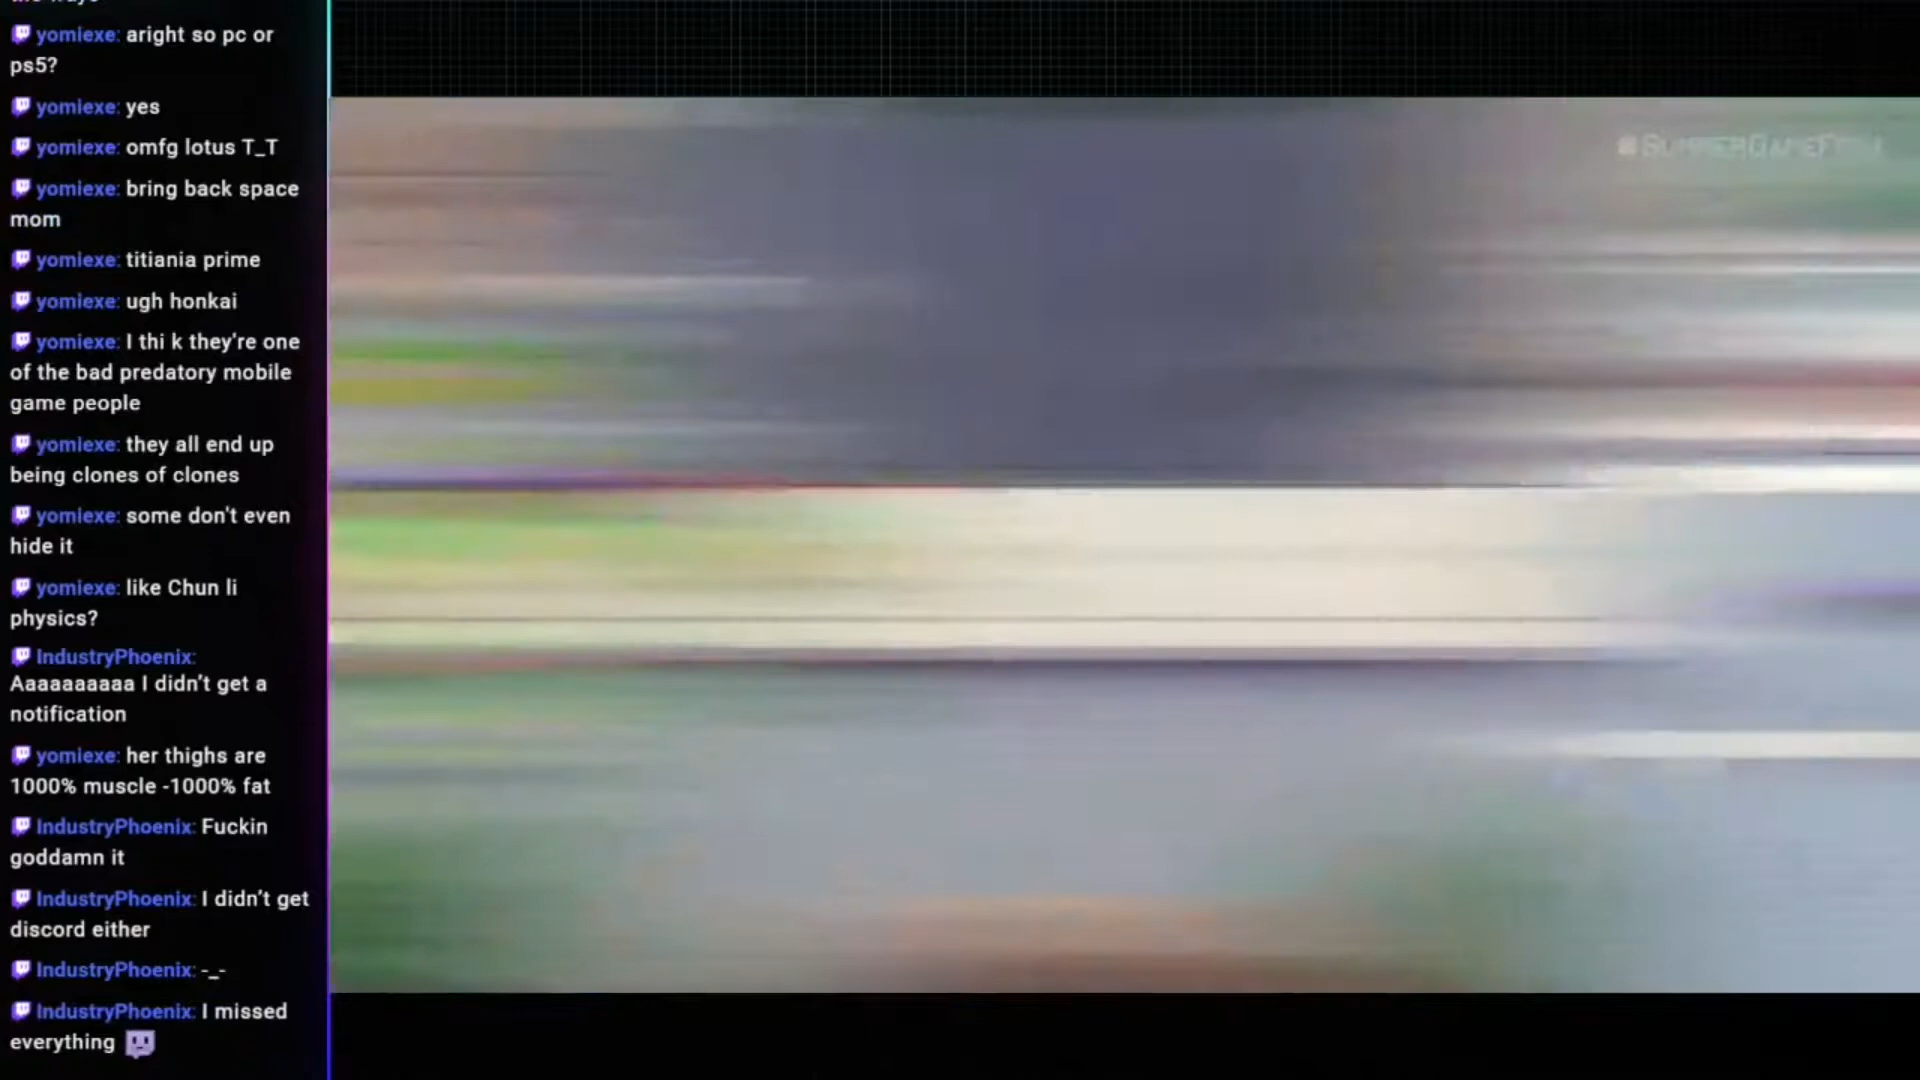 yomiexe: aright so pc or
ps5?
yomiexe: yes
yomiexe: omfg lotus T_T
yomiexe: bring back space
mom
yomiexe: titiania prime
yomiexe: ugh honkai
yomiexe: I thi k they're one
of the bad predatory mobile
game people
yomiexe: they all end up
being clones of clones
yomiexe: some don't even
hide it
yomiexe: like Chun li
physics?
IndustryPhoenix:
Aaaaaaaaaa I didn’t get a
notification
yomiexe: her thighs are
1000% muscle -1000% fat
IndustryPhoenix: Fuckin
goddamn it
IndustryPhoenix: I didn’t get
discord either
IndustryPhoenix: -_-
IndustryPhoenix: I missed
everything